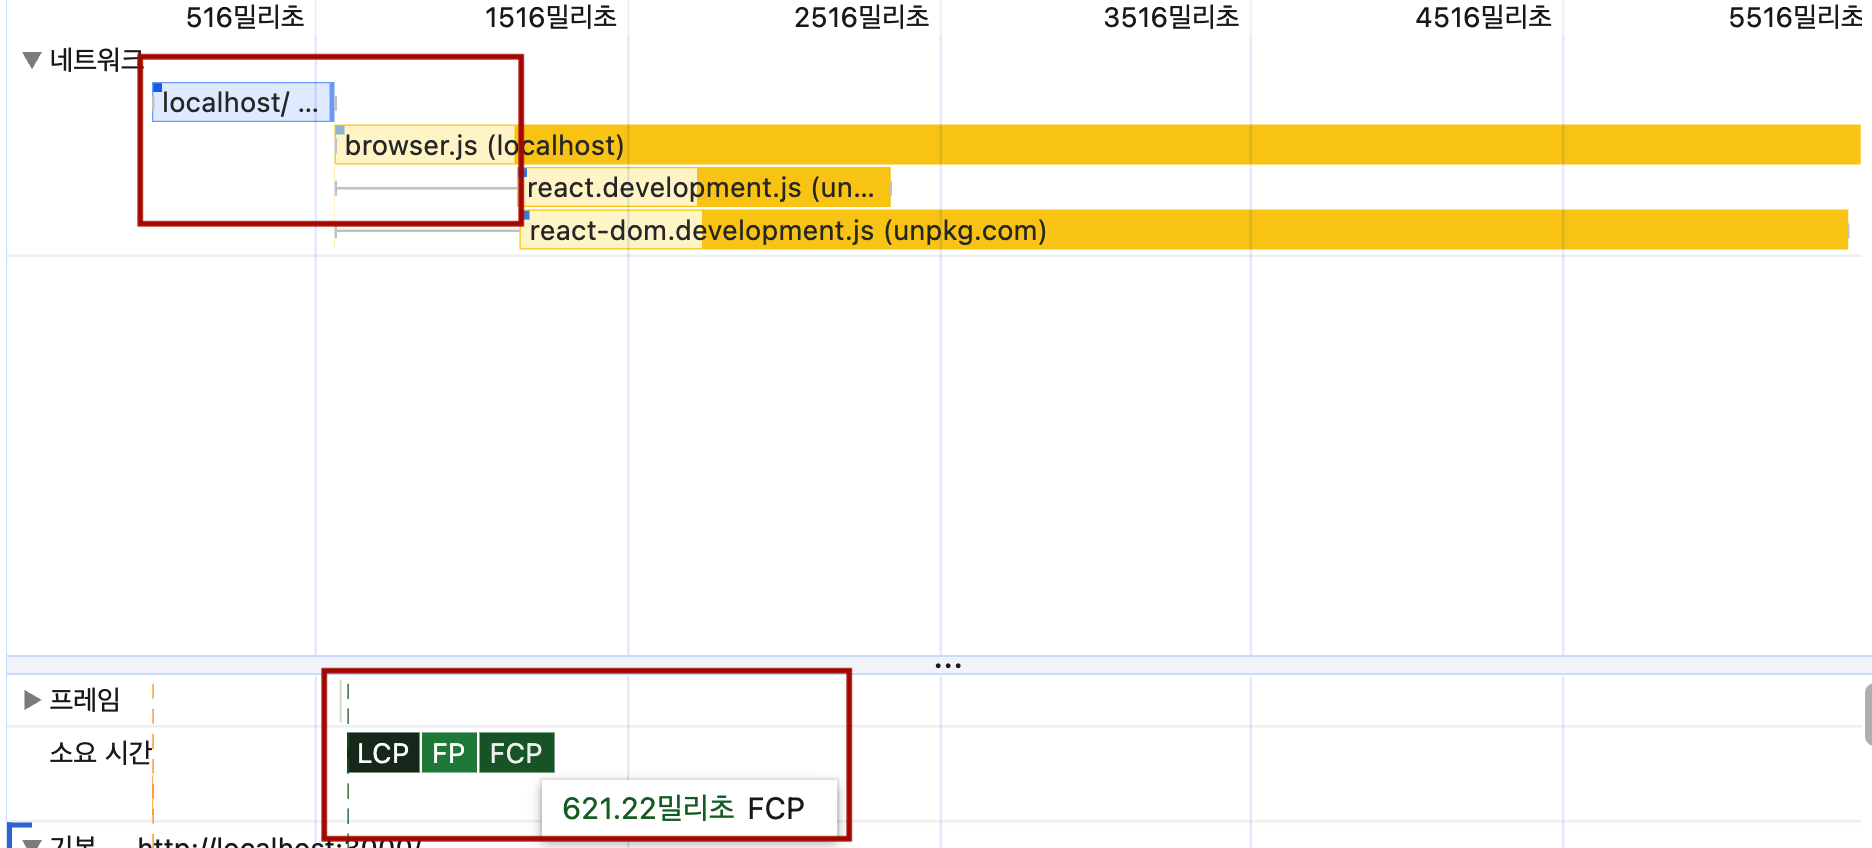 516밀리초 1516밀리초 2516밀리초 3516밀리초 4516밀리초 5516밀리초
네트워크
localhost/ ...
browser.js (localhost)
react.development.js (un...
react-dom.development.js (unpkg.com)
...
프레임
소요 시간
LCP FP FCP
621.22밀리초 FCP
기본 http://localhost:3000/